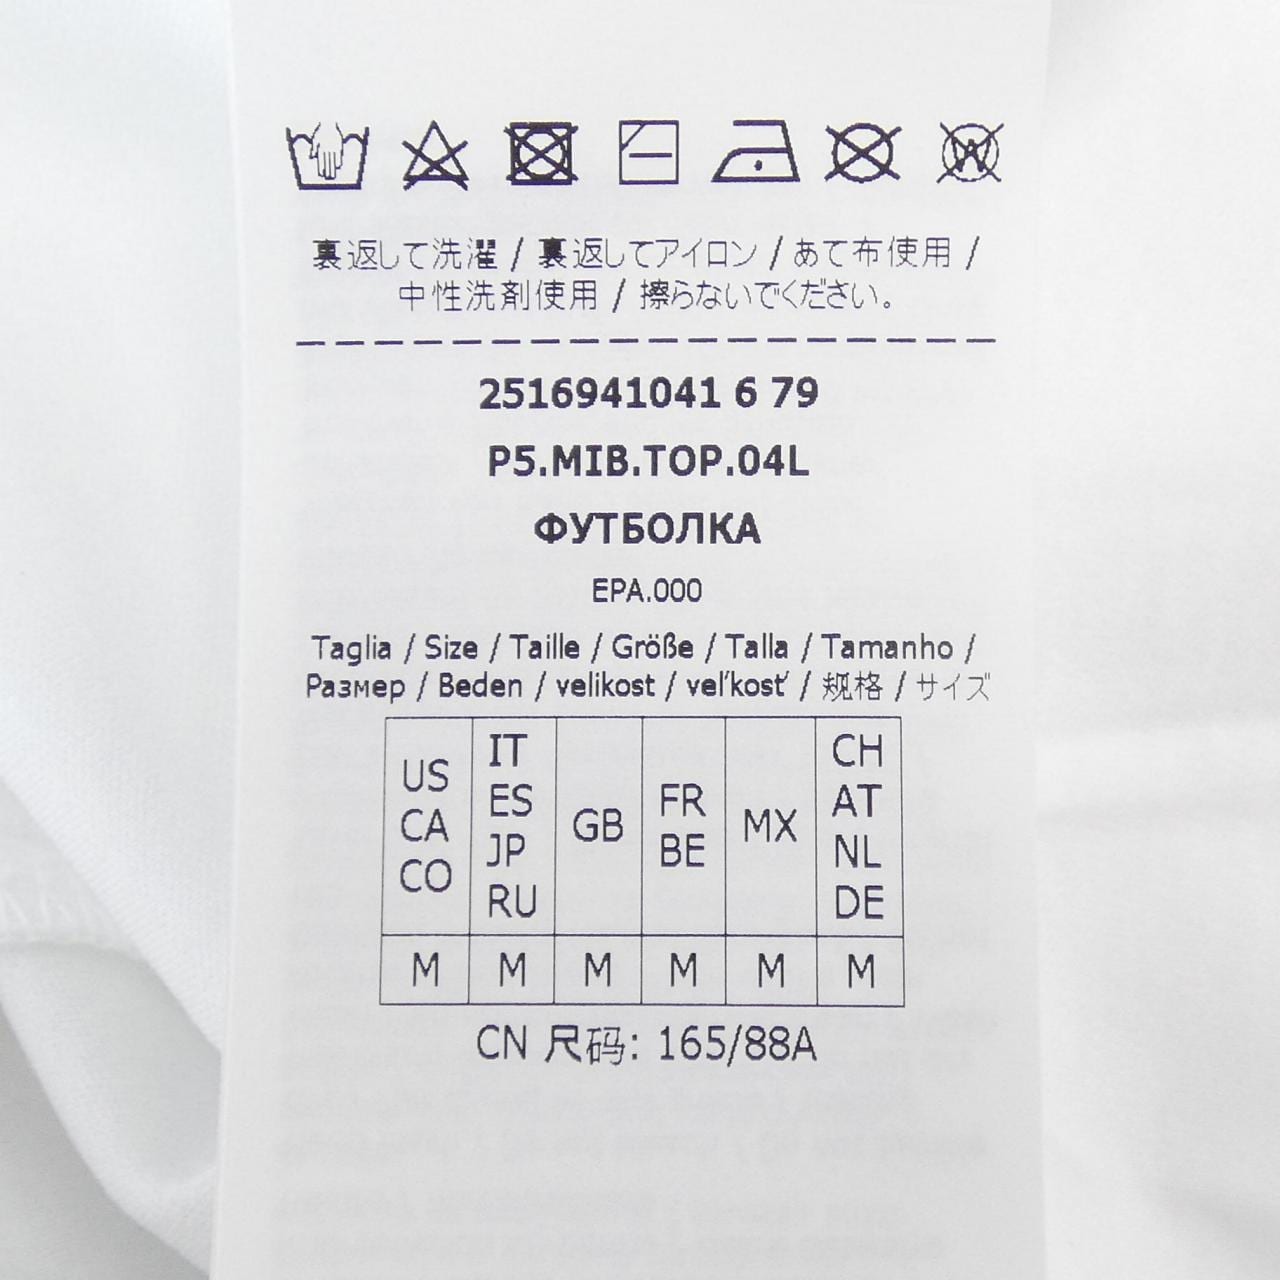 裏返して洗濯 / 裏返してアイロン / あて布使用 /
中性洗剤使用 / 擦らないでください。
2516941041 6 79
P5.MIB.TOP.04L
ФУТБОЛКА
EPA.000
Taglia / Size / Taille / Größe / Talla / Tamanho /
Размер / Beden / velikost / veľkosť / 规格 / サイズ
US CA CO
IT ES JP RU
GB
FR BE
MX
CH AT NL DE
M M M M M M
CN 尺码: 165/88A